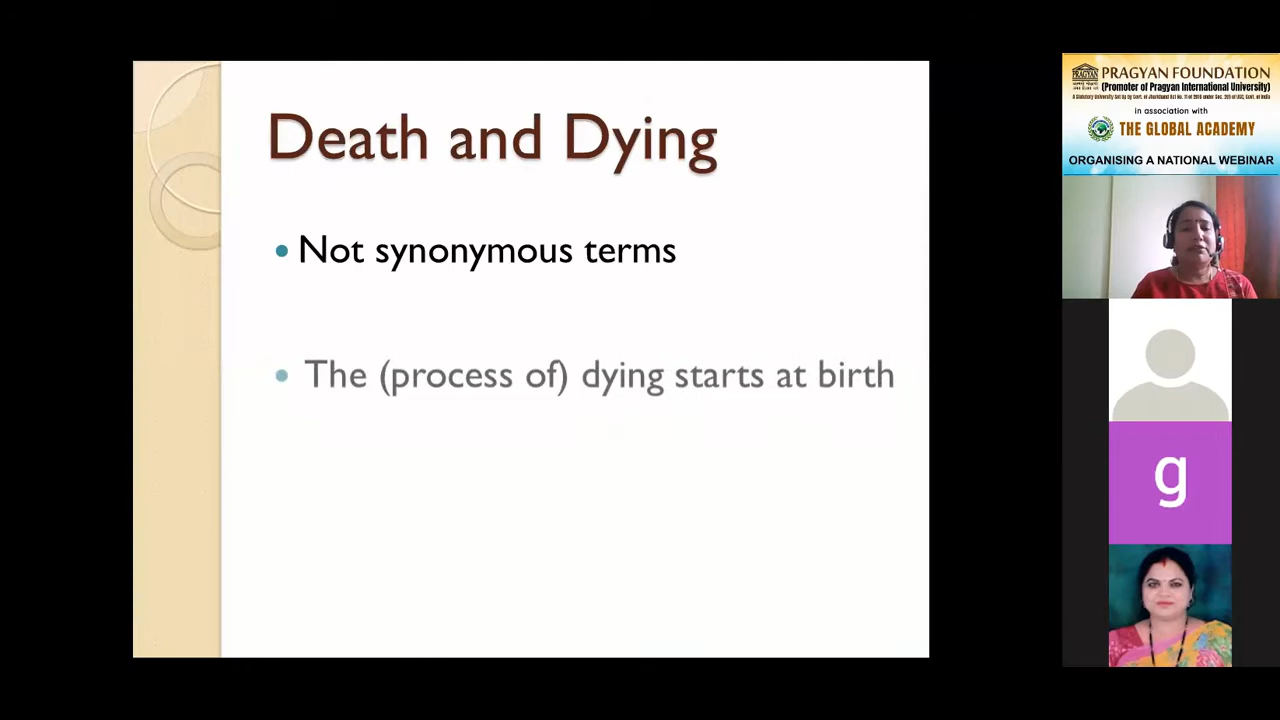 Death and Dying
• Not synonymous terms
• The (process of) dying starts at birth
PRAGYAN FOUNDATION
(Promoter of Pragyan International University)
in association with
THE GLOBAL ACADEMY
ORGANISING A NATIONAL WEBINAR
g